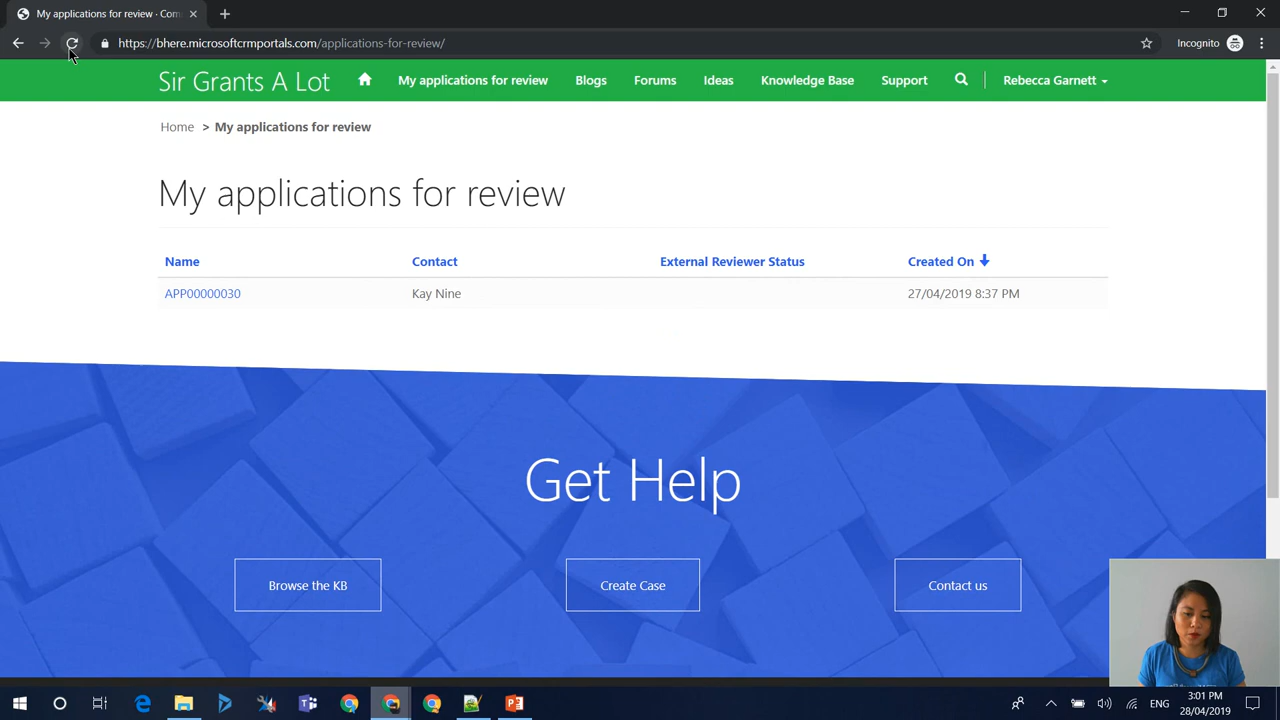 My applications for review · Com
https://bhere.microsoftcrmportals.com/applications-for-review/
Incognito
Sir Grants A Lot
My applications for review
Blogs
Forums
Ideas
Knowledge Base
Support
Rebecca Garnett
Home > My applications for review
My applications for review
Name Contact External Reviewer Status Created On
APP00000030 Kay Nine 27/04/2019 8:37 PM
Get Help
Browse the KB
Create Case
Contact us
ENG
3:01 PM
28/04/2019